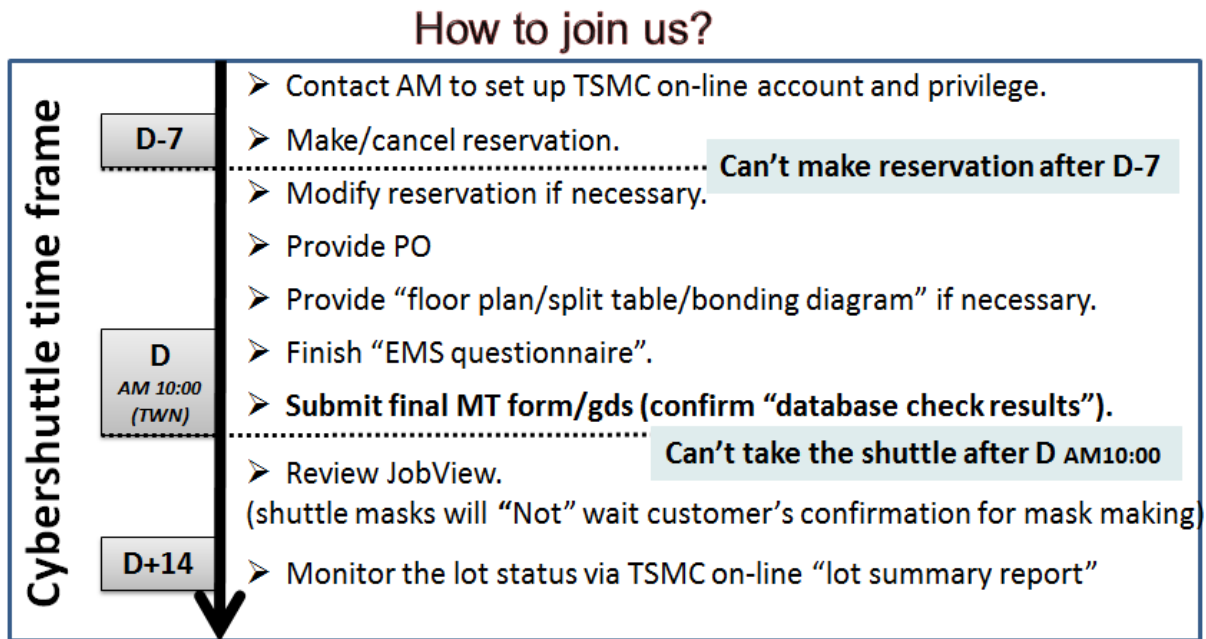 How to join us?
Cybershuttle time frame
➢ Contact AM to set up TSMC on-line account and privilege.
D-7
➢ Make/cancel reservation.
Can't make reservation after D-7
➢ Modify reservation if necessary.
➢ Provide PO
➢ Provide “floor plan/split table/bonding diagram” if necessary.
D
AM 10:00
(TWN)
➢ Finish “EMS questionnaire”.
➢ Submit final MT form/gds (confirm “database check results”).
Can't take the shuttle after D AM10:00
➢ Review JobView.
(shuttle masks will “Not” wait customer's confirmation for mask making)
D+14
➢ Monitor the lot status via TSMC on-line “lot summary report”